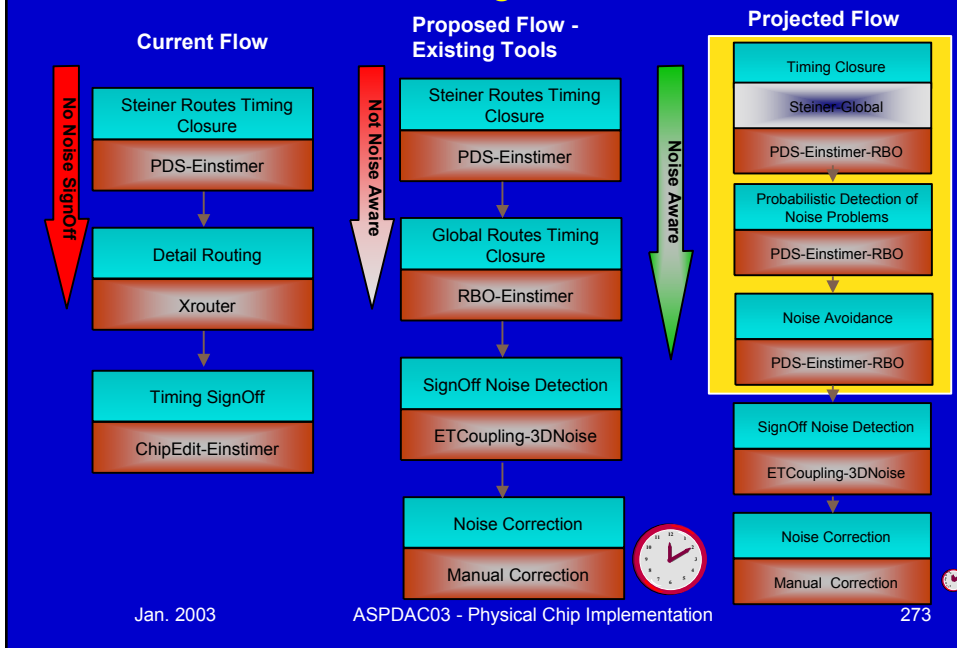 Current Flow
No Noise SignOff
Steiner Routes Timing
Closure
PDS-Einstimer
Detail Routing
Xrouter
Timing SignOff
ChipEdit-Einstimer
Proposed Flow -
Existing Tools
Not Noise Aware
Steiner Routes Timing
Closure
PDS-Einstimer
Global Routes Timing
Closure
RBO-Einstimer
SignOff Noise Detection
ETCoupling-3DNoise
Noise Correction
Manual Correction
Projected Flow
Noise Aware
Timing Closure
Steiner-Global
PDS-Einstimer-RBO
Probabilistic Detection of
Noise Problems
PDS-Einstimer-RBO
Noise Avoidance
PDS-Einstimer-RBO
SignOff Noise Detection
ETCoupling-3DNoise
Noise Correction
Manual Correction
Jan. 2003
ASPDAC03 - Physical Chip Implementation
273